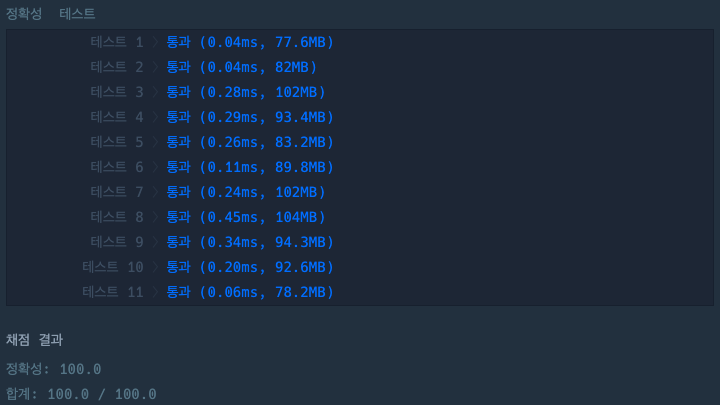 정확성 테스트
테스트 1 〉 통과 (0.04ms, 77.6MB)
테스트 2 〉 통과 (0.04ms, 82MB)
테스트 3 〉 통과 (0.28ms, 102MB)
테스트 4 〉 통과 (0.29ms, 93.4MB)
테스트 5 〉 통과 (0.26ms, 83.2MB)
테스트 6 〉 통과 (0.11ms, 89.8MB)
테스트 7 〉 통과 (0.24ms, 102MB)
테스트 8 〉 통과 (0.45ms, 104MB)
테스트 9 〉 통과 (0.34ms, 94.3MB)
테스트 10 〉 통과 (0.20ms, 92.6MB)
테스트 11 〉 통과 (0.06ms, 78.2MB)
채점 결과
정확성: 100.0
합계: 100.0 / 100.0